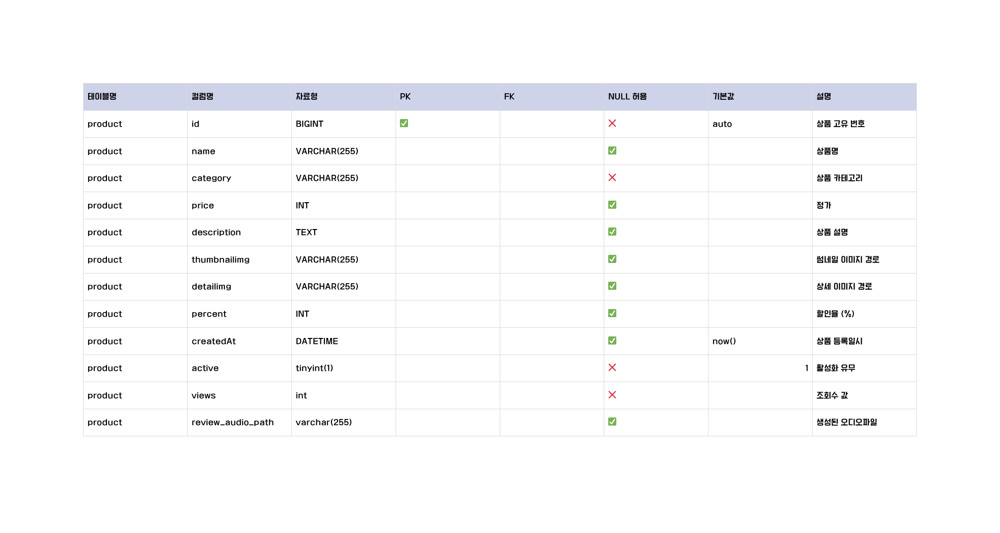 테이블명 컬럼명 자료형 PK FK NULL 허용 기본값 설명
product id BIGINT ✅ ❌ auto 상품 고유 번호
product name VARCHAR(255) ✅ 상품명
product category VARCHAR(255) ❌ 상품 카테고리
product price INT ✅ 정가
product description TEXT ✅ 상품 설명
product thumbnailimg VARCHAR(255) ✅ 썸네일 이미지 경로
product detailimg VARCHAR(255) ✅ 상세 이미지 경로
product percent INT ✅ 할인율 (%)
product createdAt DATETIME ✅ now() 상품 등록일시
product active tinyint(1) ❌ 1 활성화 유무
product views int ❌ 조회수 값
product review_audio_path varchar(255) ✅ 생성된 오디오파일